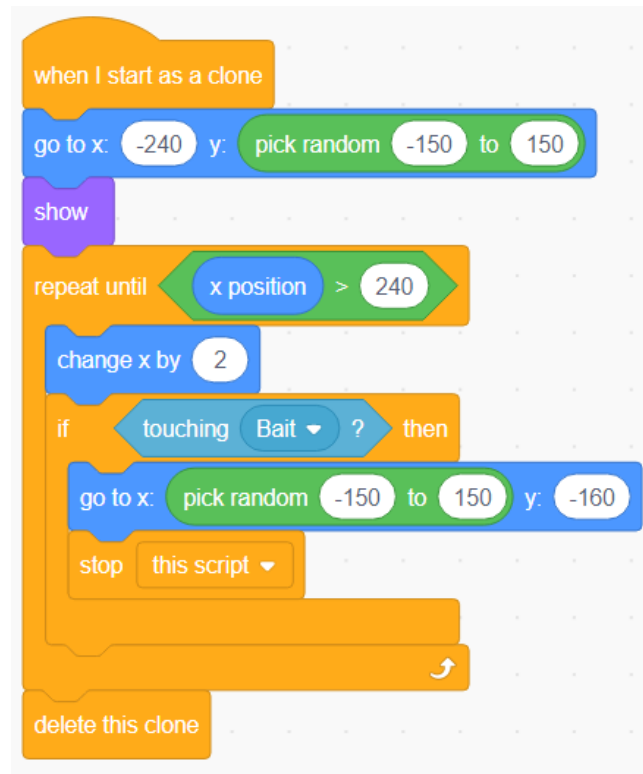 when I start as a clone
go to x: -240 y: pick random -150 to 150
show
repeat until x position > 240
change x by 2
if touching Bait ? then
go to x: pick random -150 to 150 y: -160
stop this script
delete this clone